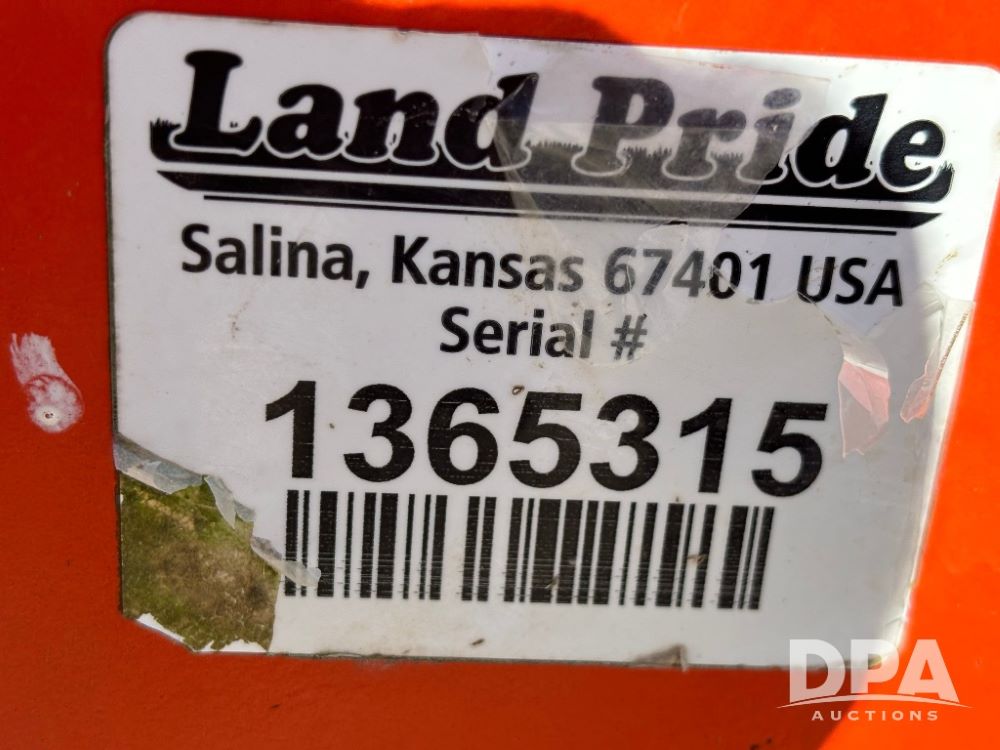 Land Pride
Salina, Kansas 67401 USA
Serial #
1365315
DPA
AUCTIONS